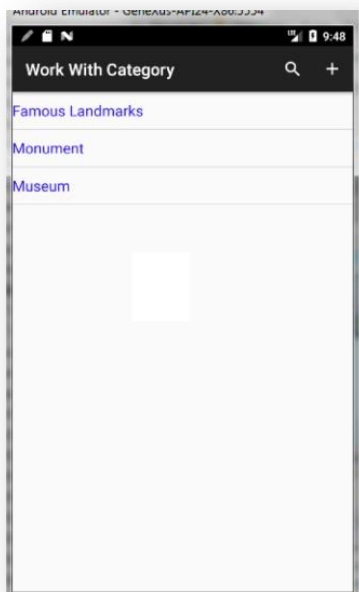 Android Emulator - GeneXus-API24-X86:5554
9:48
Work With Category
Famous Landmarks
Monument
Museum